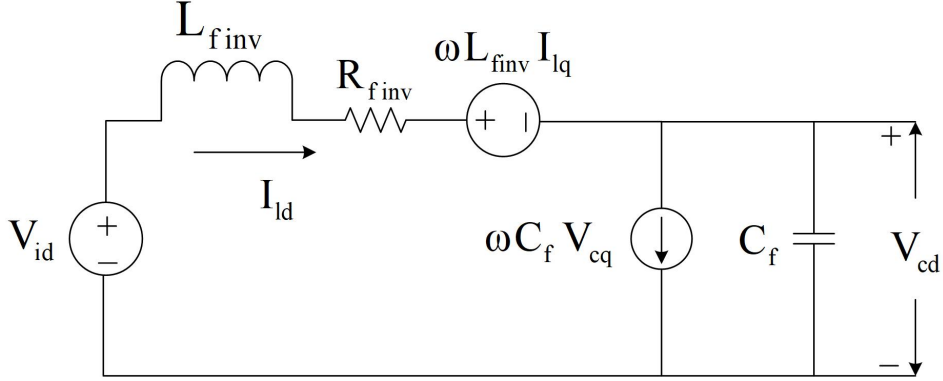 L f inv
R f inv
ωL finv I lq
+ −
I ld
V id
+
−
ωC f V cq
C f
+
V cd
−